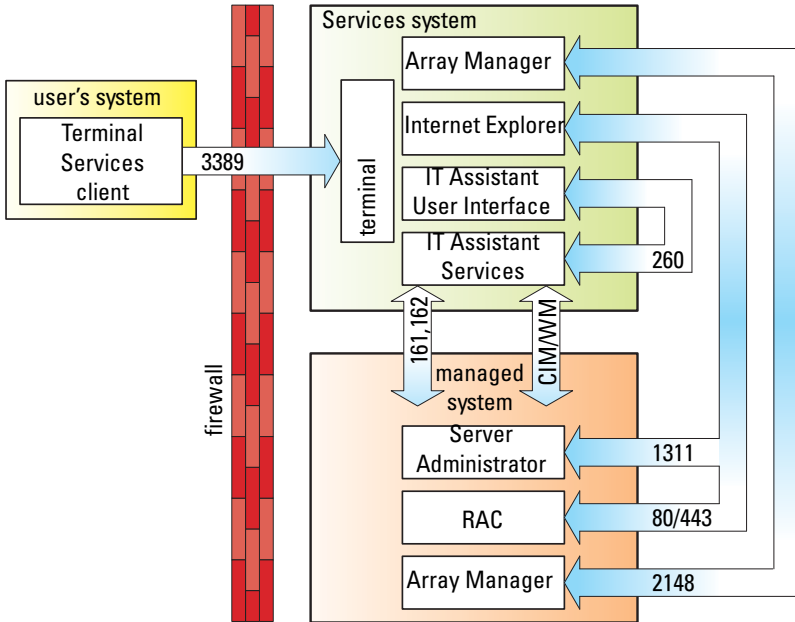 Services system
Array Manager
user's system
Terminal
Services
client
3389
terminal
Internet Explorer
IT Assistant
User Interface
IT Assistant
Services
260
161,162
CIM/WM
firewall
managed
system
Server
Administrator
1311
RAC
80/443
Array Manager
2148